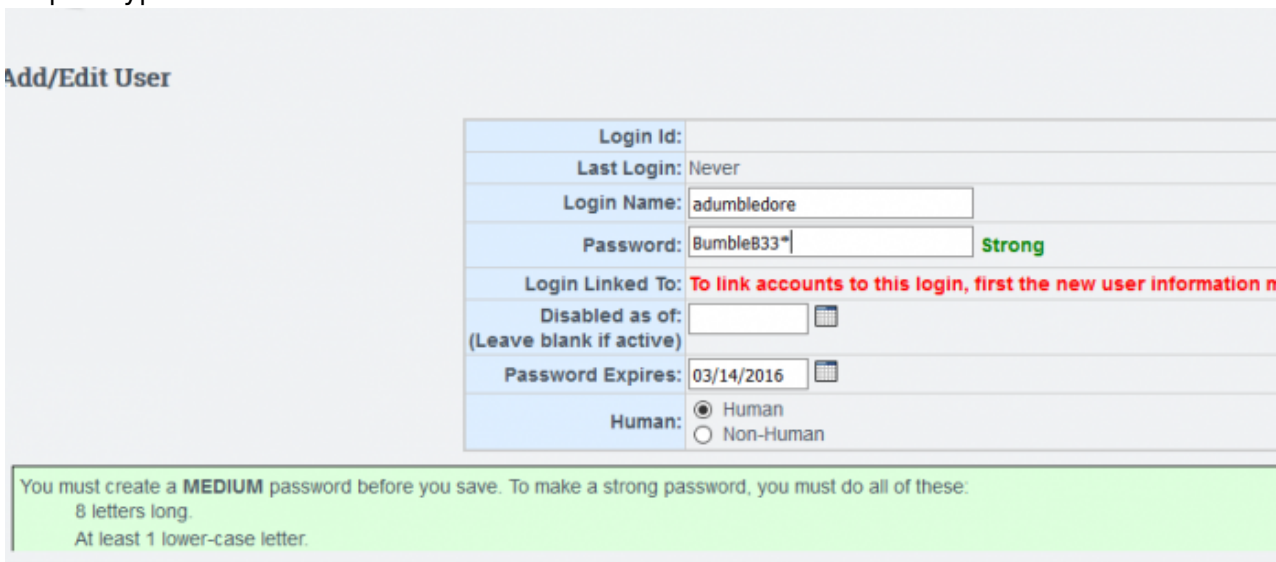 Add/Edit User
Login Id:
Last Login: Never
Login Name: adumbledore
Password: BumbleB33* Strong
Login Linked To: To link accounts to this login, first the new user information
Disabled as of:
(Leave blank if active)
Password Expires: 03/14/2016
Human: Human
Non-Human
You must create a MEDIUM password before you save. To make a strong password, you must do all of these:
8 letters long.
At least 1 lower-case letter.